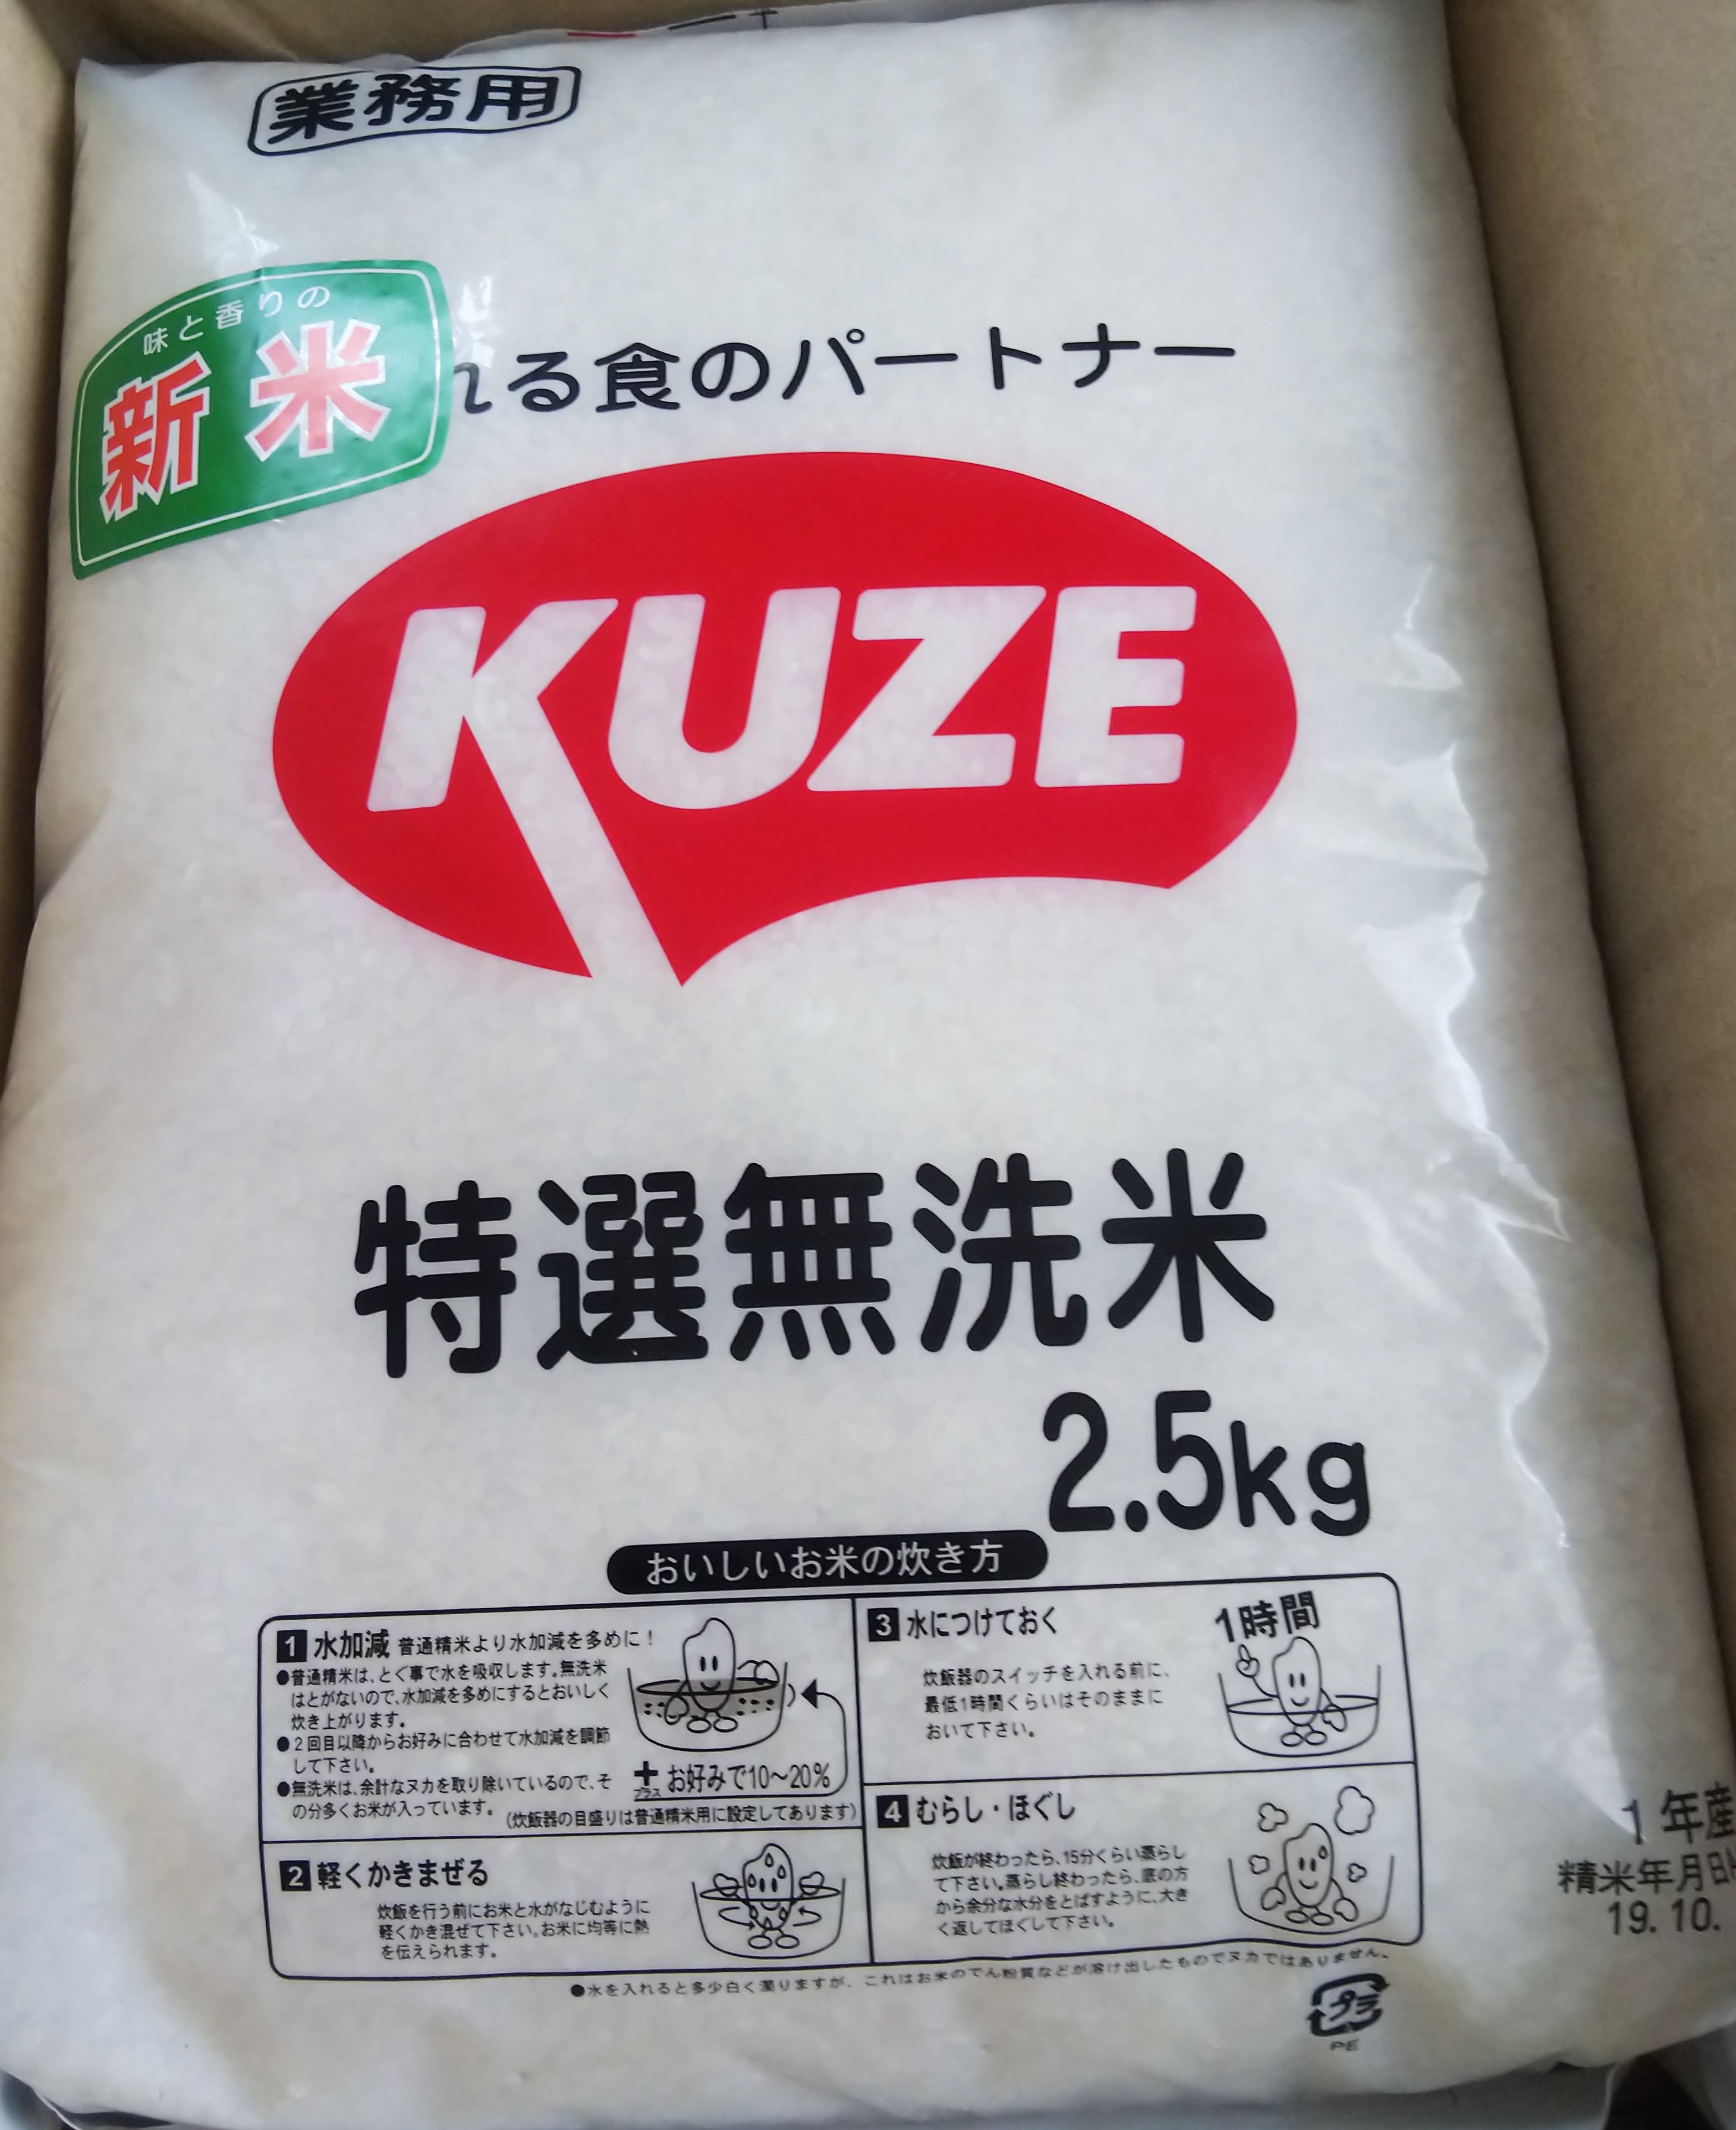 業務用
味と香りの
新米
れる食のパートナー
KUZE
特選無洗米
2.5kg
おいしいお米の炊き方
1 水加減 普通精米より水加減を多めに！
●普通精米は、とぐ事で水を吸収します。無洗米
はとがないので、水加減を多めにするとおいしく
炊き上がります。
●2回目以降からお好みに合わせて水加減を調節
して下さい。
●無洗米は、余計なヌカを取り除いているので、そ
の分多くお米が入っています。
+
プラス
お好みで10～20%
(炊飯器の目盛りは普通精米用に設定してあります)
2 軽くかきまぜる
炊飯を行う前にお米と水がなじむように
軽くかき混ぜて下さい。お米に均等に熱
を伝えられます。
3 水につけておく
1時間
炊飯器のスイッチを入れる前に、
最低1時間くらいはそのままに
おいて下さい。
4 むらし・ほぐし
炊飯が終わったら、15分くらい蒸らし
て下さい。蒸らし終わったら、底の方
から余分な水分をとばすように、大き
く返してほぐして下さい。
●水を入れると多少白く濁りますが、これはお米のでん粉質などが溶け出したものでヌカではありません。
プラ
PE
1年産
精米年月日
19.10.